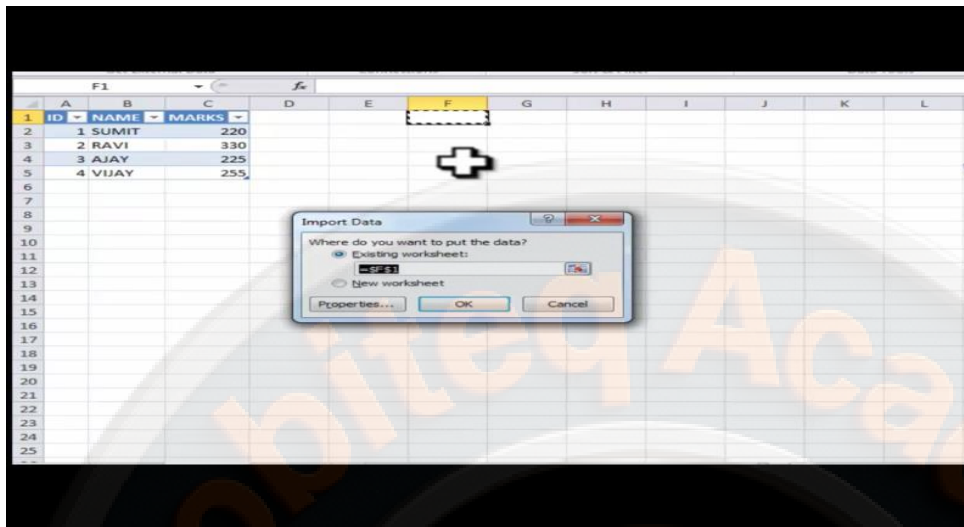 F1 fx
A B C D E F G H I J K L
1 ID NAME MARKS
2 1 SUMIT 220
3 2 RAVI 330
4 3 AJAY 225
5 4 VIJAY 255
6
7
8
9
10
11
12
13
14
15
16
17
18
19
20
21
22
23
24
25
Import Data
Where do you want to put the data?
Existing worksheet:
=$F$1
New worksheet
Properties... OK Cancel